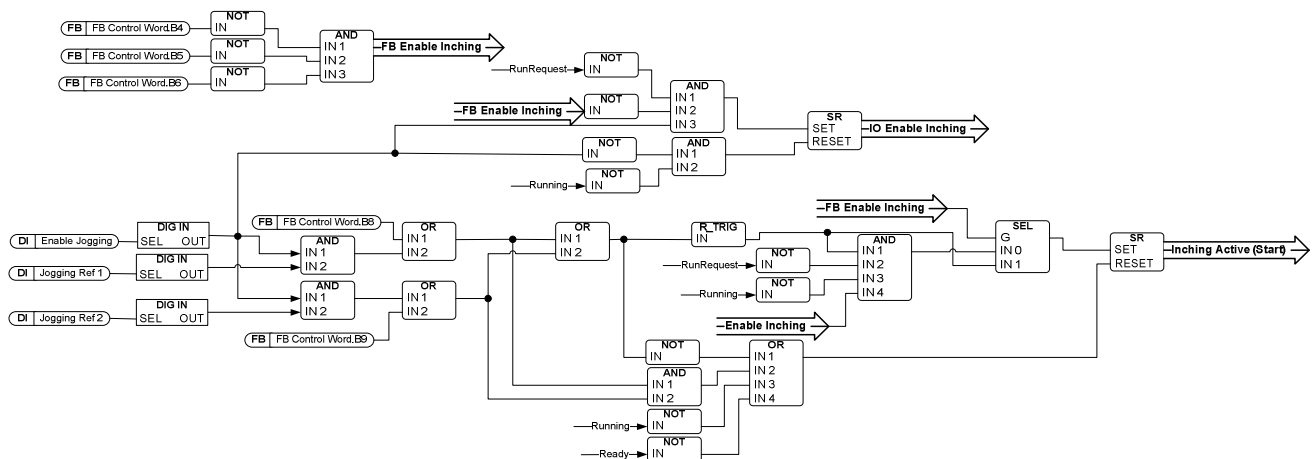 FB FB Control Word.B4
NOT
IN
FB FB Control Word.B5
NOT
IN
FB FB Control Word.B6
NOT
IN
AND
IN 1
IN 2
IN 3
FB Enable Inching
RunRequest
NOT
IN
FB Enable Inching
NOT
IN
AND
IN 1
IN 2
IN 3
NOT
IN
Running
NOT
IN
AND
IN 1
IN 2
SR
SET
RESET
IO Enable Inching
DI Enable Jogging
DIG IN
SEL OUT
DI Jogging Ref 1
DIG IN
SEL OUT
DI Jogging Ref 2
DIG IN
SEL OUT
AND
IN 1
IN 2
AND
IN 1
IN 2
FB FB Control Word.B8
OR
IN 1
IN 2
OR
IN 1
IN 2
FB FB Control Word.B9
OR
IN 1
IN 2
R_TRIG
IN
RunRequest
NOT
IN
Running
NOT
IN
Enable Inching
AND
IN 1
IN 2
IN 3
IN 4
FB Enable Inching
SEL
G
IN 0
IN 1
SR
SET
RESET
Inching Active (Start)
NOT
IN
AND
IN 1
IN 2
Running
NOT
IN
Ready
NOT
IN
OR
IN 1
IN 2
IN 3
IN 4